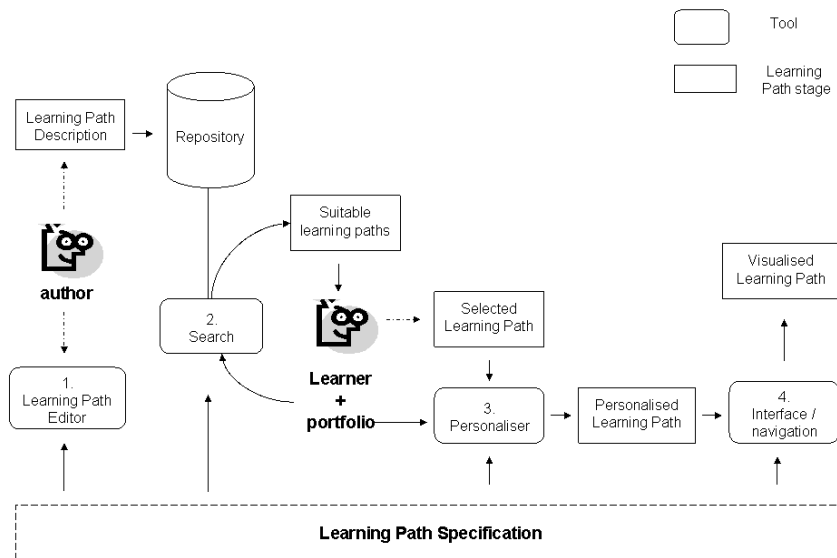 Tool
Learning
Path stage
Learning Path
Description
Repository
Suitable
learning paths
author
Visualised
Learning Path
2.
Search
Selected
Learning Path
1.
Learning Path
Editor
Learner
+
portfolio
3.
Personaliser
Personalised
Learning Path
4.
Interface /
navigation
Learning Path Specification